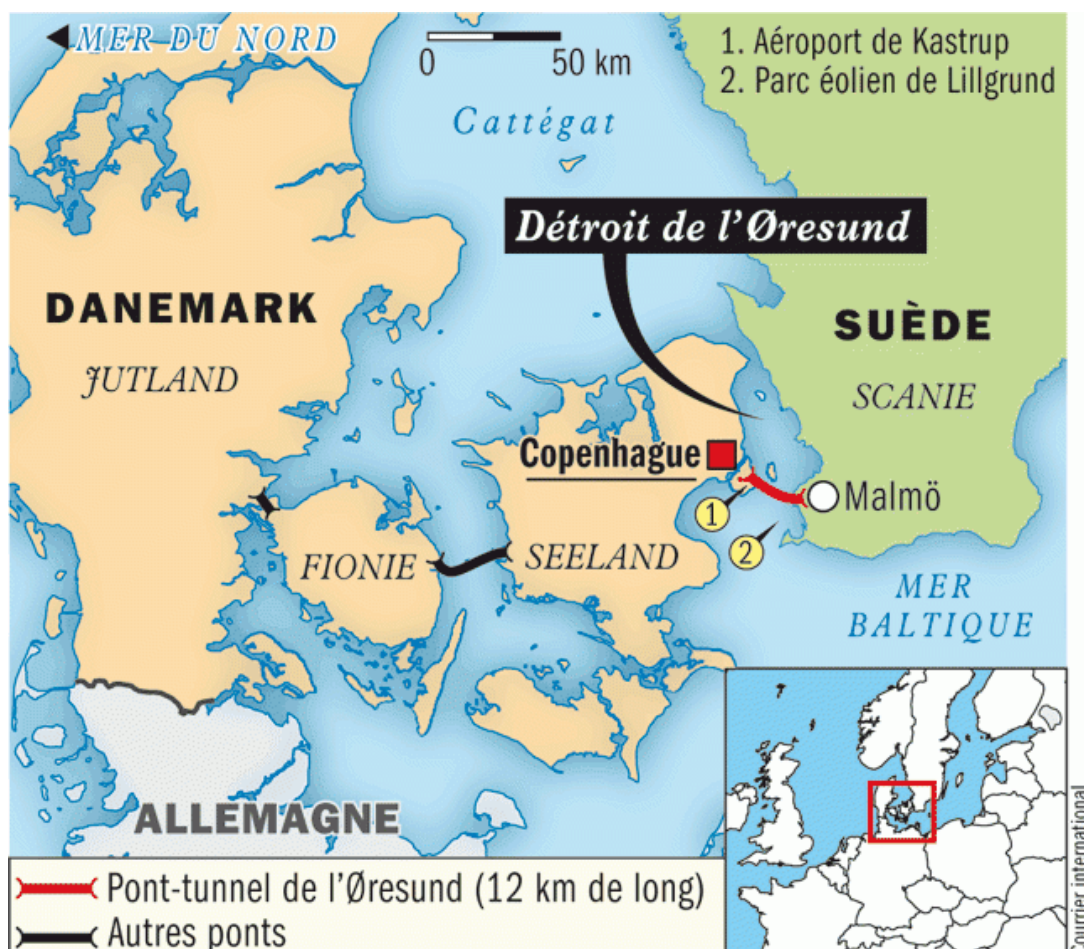 MER DU NORD
0 50 km
1. Aéroport de Kastrup
2. Parc éolien de Lillgrund
Cattégat
Détroit de l'Øresund
DANEMARK
JUTLAND
SUÈDE
SCANIE
Copenhague
Malmö
1
2
FIONIE
SEELAND
MER
BALTIQUE
ALLEMAGNE
Pont-tunnel de l'Øresund (12 km de long)
Autres ponts
Courrier international